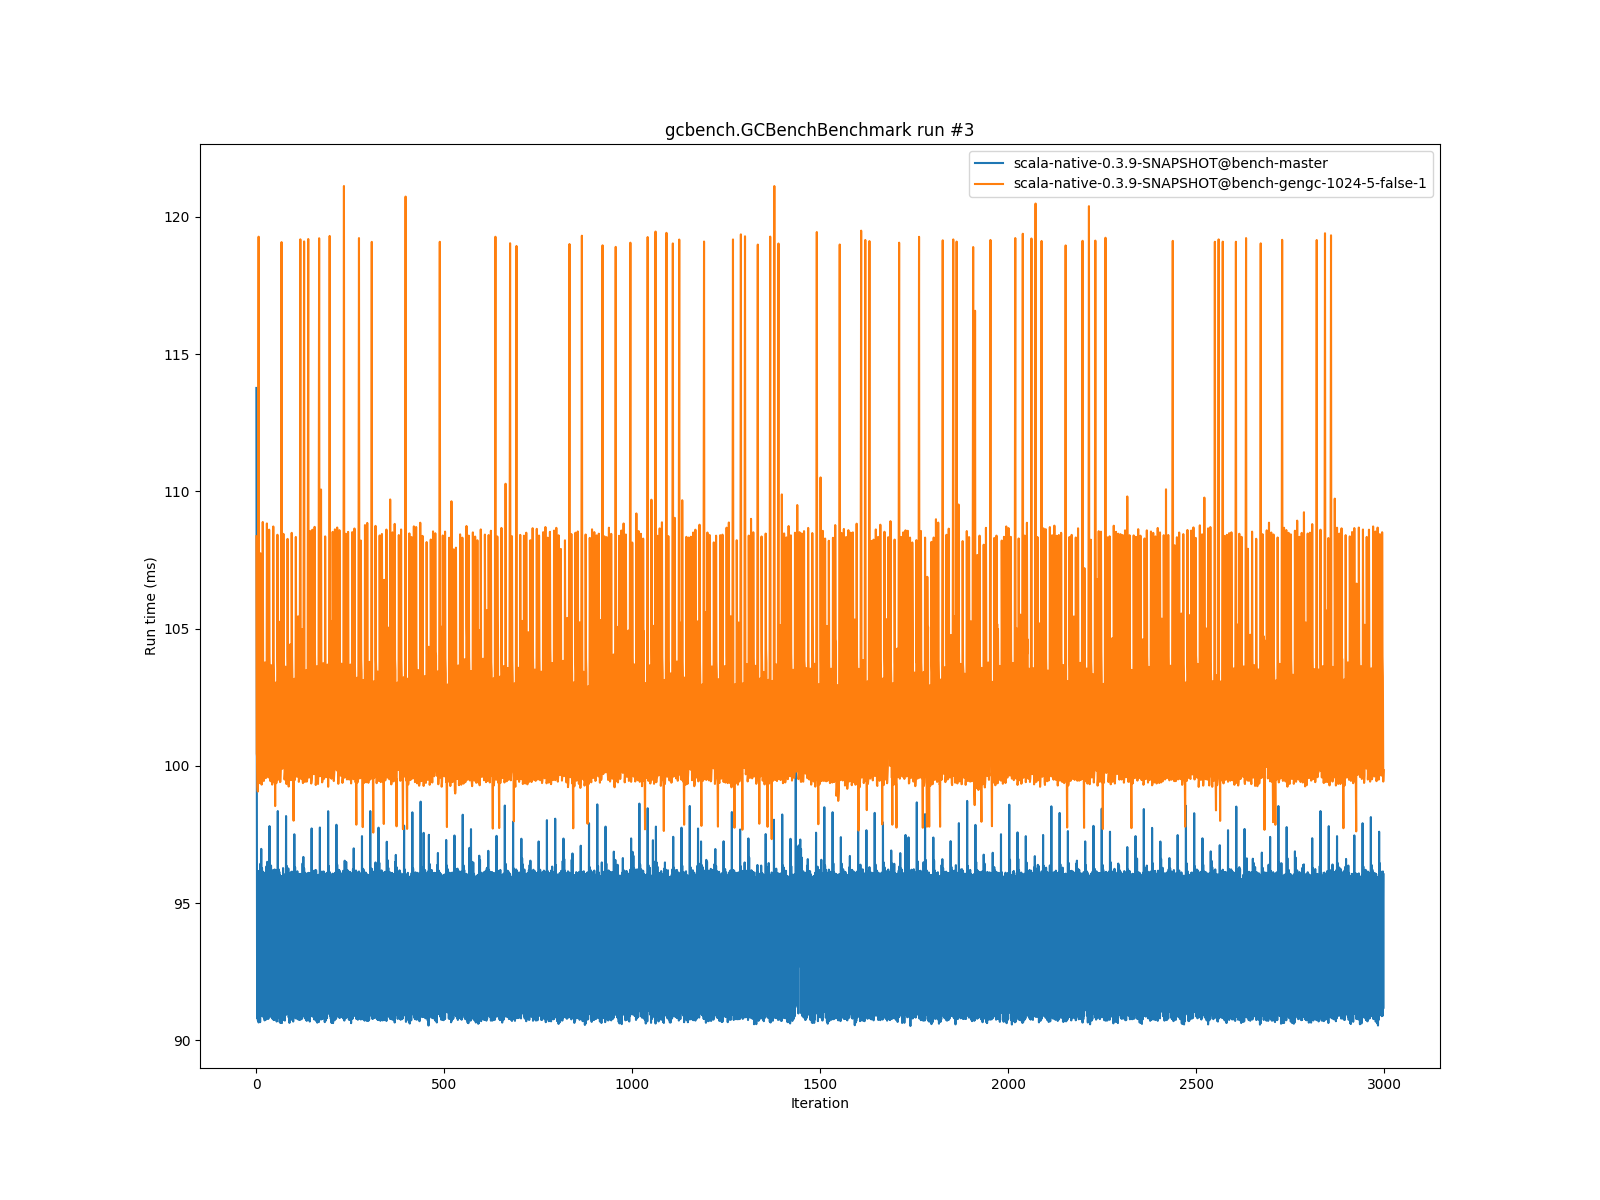 gcbench.GCBenchBenchmark run #3
scala-native-0.3.9-SNAPSHOT@bench-master
scala-native-0.3.9-SNAPSHOT@bench-gengc-1024-5-false-1
Run time (ms)
120
115
110
105
100
95
90
0 500 1000 1500 2000 2500 3000
Iteration